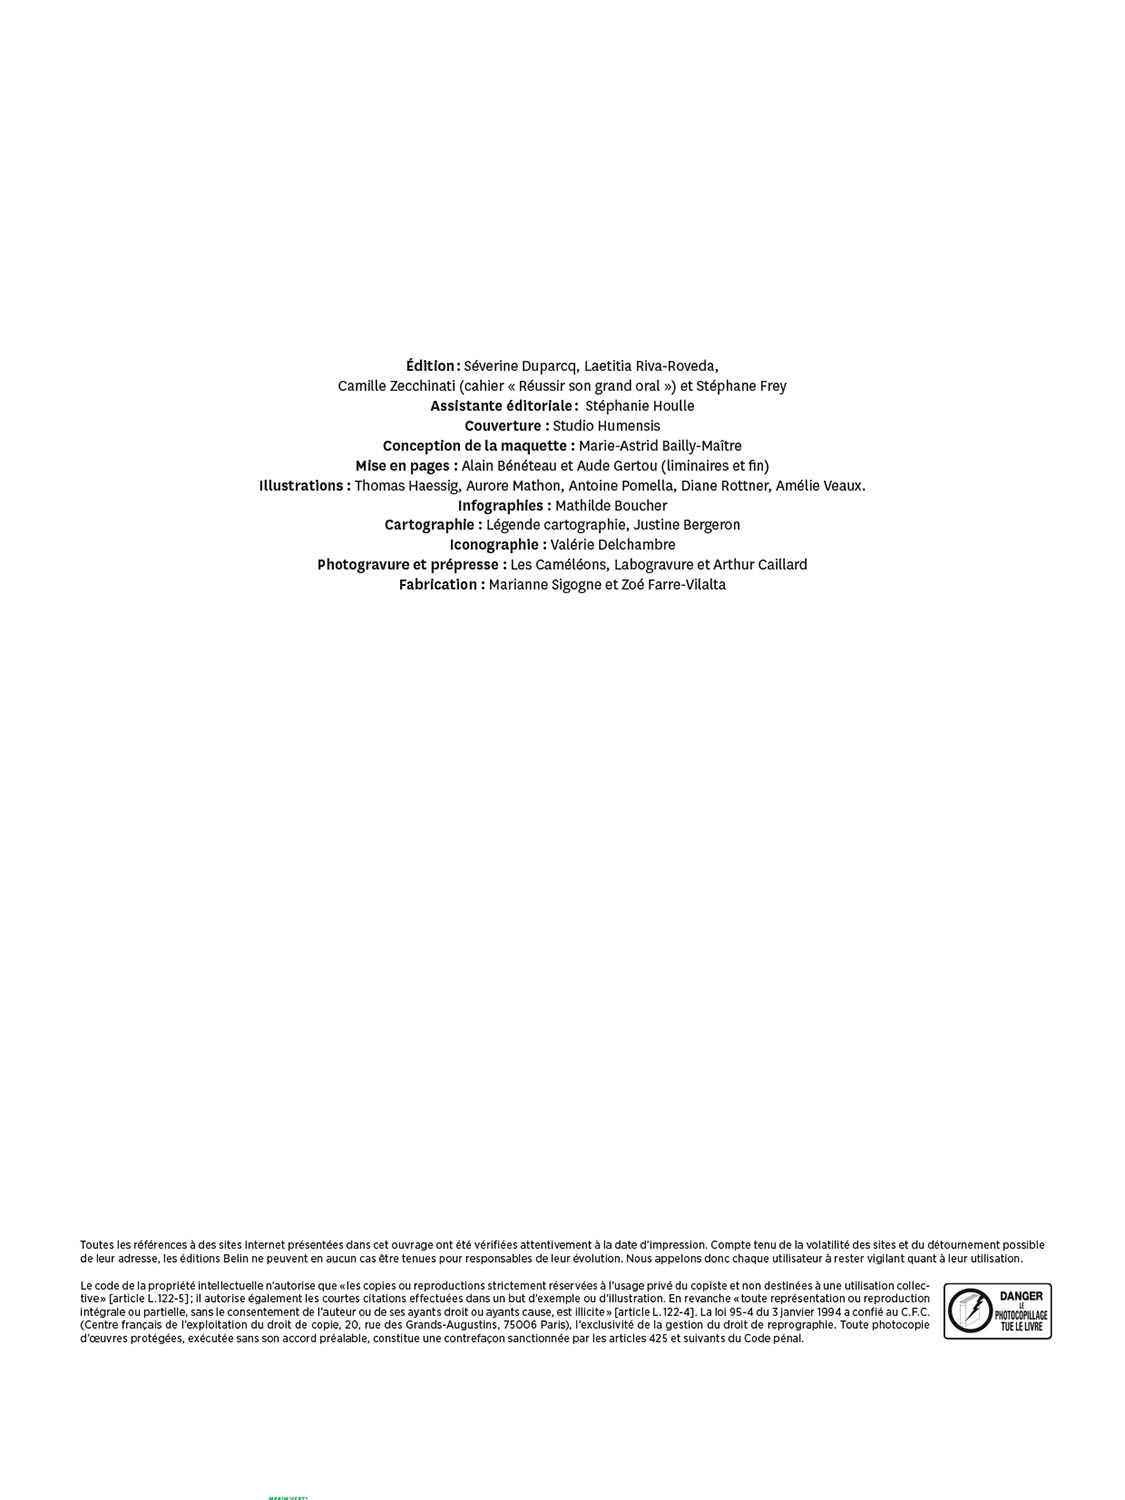 Édition : Séverine Duparcq, Laetitia Riva-Roveda,
Camille Zecchinati (cahier « Réussir son grand oral ») et Stéphane Frey
Assistante éditoriale : Stéphanie Houlle
Couverture : Studio Humensis
Conception de la maquette : Marie-Astrid Bailly-Maître
Mise en pages : Alain Bénéteau et Aude Gertou (liminaires et fin)
Illustrations : Thomas Haessig, Aurore Mathon, Antoine Pomella, Diane Rottner, Amélie Veaux.
Infographies : Mathilde Boucher
Cartographie : Légende cartographie, Justine Bergeron
Iconographie : Valérie Delchambre
Photogravure et prépresse : Les Caméléons, Labogravure et Arthur Caillard
Fabrication : Marianne Sigogne et Zoé Farre-Vilalta
Toutes les références à des sites Internet présentées dans cet ouvrage ont été vérifiées attentivement à la date d'impression. Compte tenu de la volatilité des sites et du détournement possible
de leur adresse, les éditions Belin ne peuvent en aucun cas être tenues pour responsables de leur évolution. Nous appelons donc chaque utilisateur à rester vigilant quant à leur utilisation.
Le code de la propriété intellectuelle n'autorise que « les copies ou reproductions strictement réservées à l'usage privé du copiste et non destinées à une utilisation collec-
tive » [article L. 122-5] ; il autorise également les courtes citations effectuées dans un but d'exemple ou d'illustration. En revanche « toute représentation ou reproduction
intégrale ou partielle, sans le consentement de l'auteur ou de ses ayants droit ou ayants cause, est illicite » [article L. 122-4]. La loi 95-4 du 3 janvier 1994 a confié au C.F.C.
(Centre français de l'exploitation du droit de copie, 20, rue des Grands-Augustins, 75006 Paris), l'exclusivité de la gestion du droit de reprographie. Toute photocopie
d'œuvres protégées, exécutée sans son accord préalable, constitue une contrefaçon sanctionnée par les articles 425 et suivants du Code pénal.
DANGER
LE
PHOTOCOPILLAGE
TUE LE LIVRE